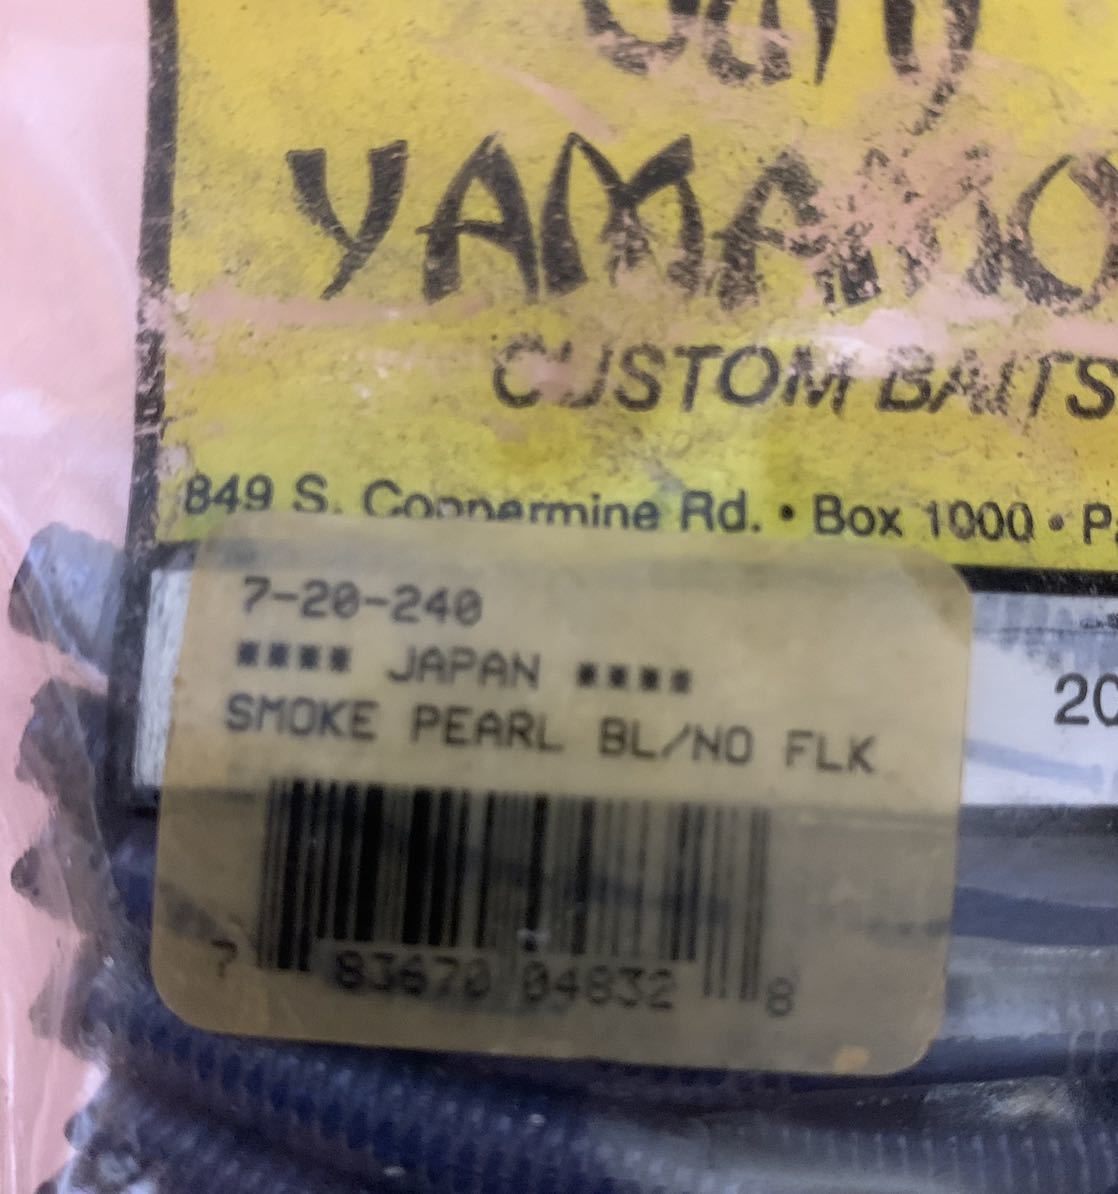 YAMAMO
CUSTOM BAITS
849 S. Coppermine Rd. • Box 1000 • P
7-20-240
**** JAPAN ****
SMOKE PEARL BL/NO FLK
20
7 83670 04832 8